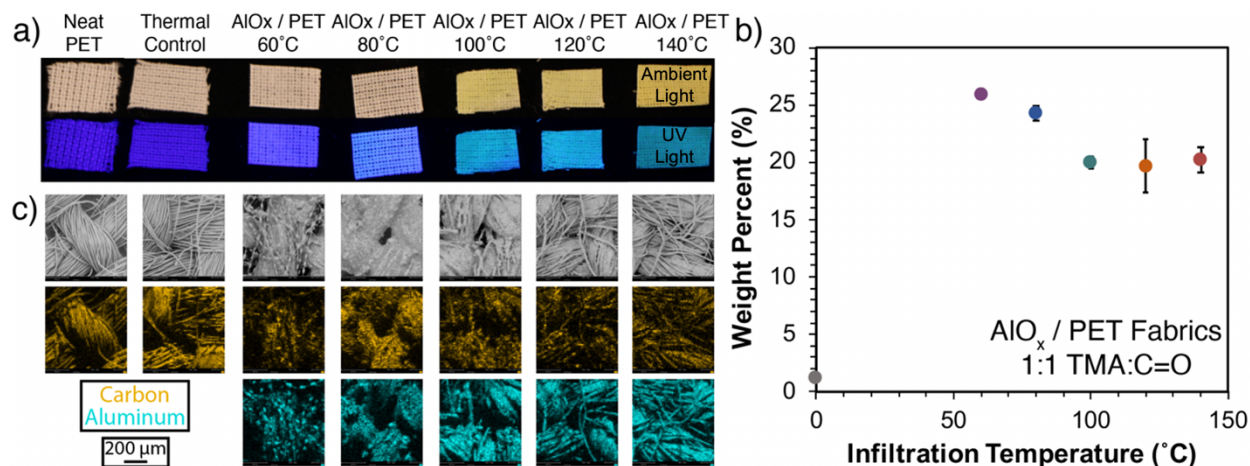 a)
Neat
PET
Thermal
Control
AlOx / PET
60˚C
AlOx / PET
80˚C
AlOx / PET
100˚C
AlOx / PET
120˚C
AlOx / PET
140˚C
Ambient
Light
UV
Light
c)
Carbon
Aluminum
200 µm
b)
30
25
20
15
10
5
0
Weight Percent (%)
AlOₓ / PET Fabrics
1:1 TMA:C=O
0
50
100
150
Infiltration Temperature (˚C)